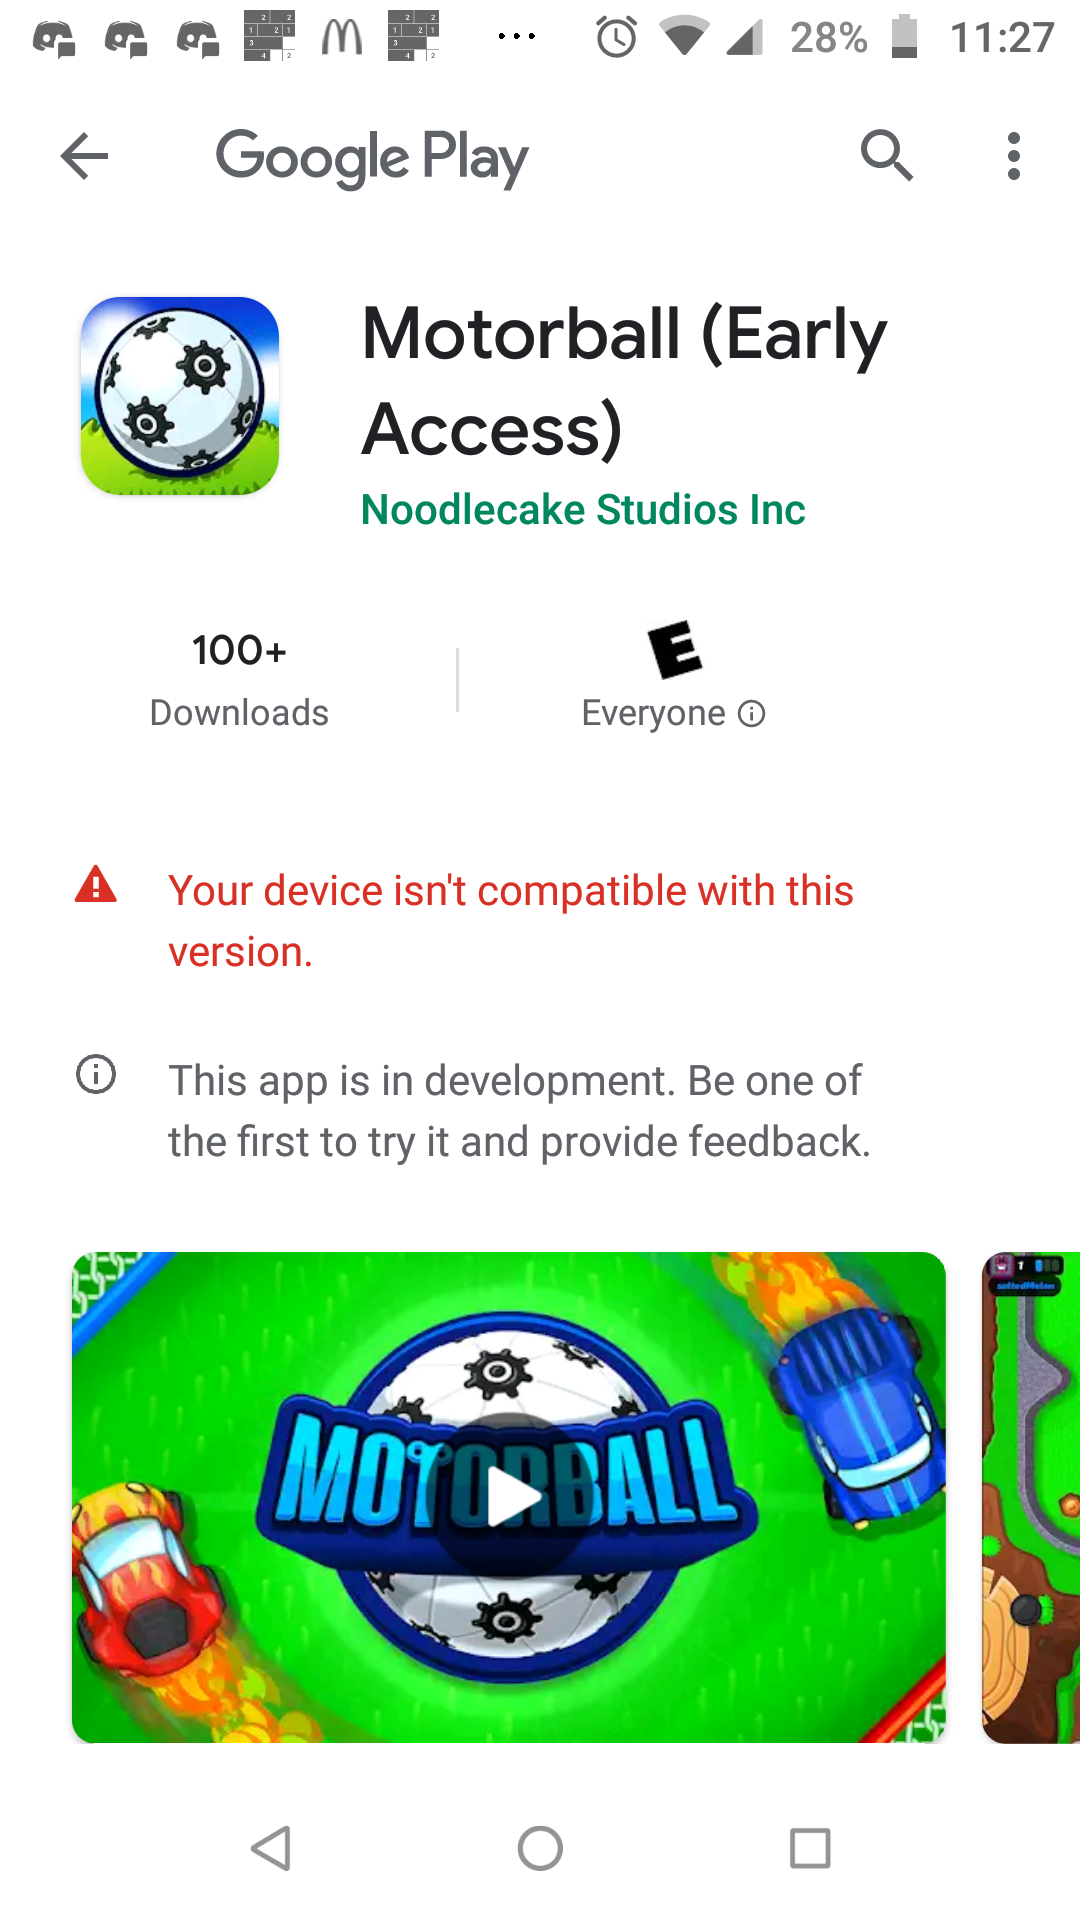 28% 11:27
Google Play
Motorball (Early
Access)
Noodlecake Studios Inc
100+
Downloads
E
Everyone
Your device isn't compatible with this
version.
This app is in development. Be one of
the first to try it and provide feedback.
1
saltedMelon
MOTORBALL